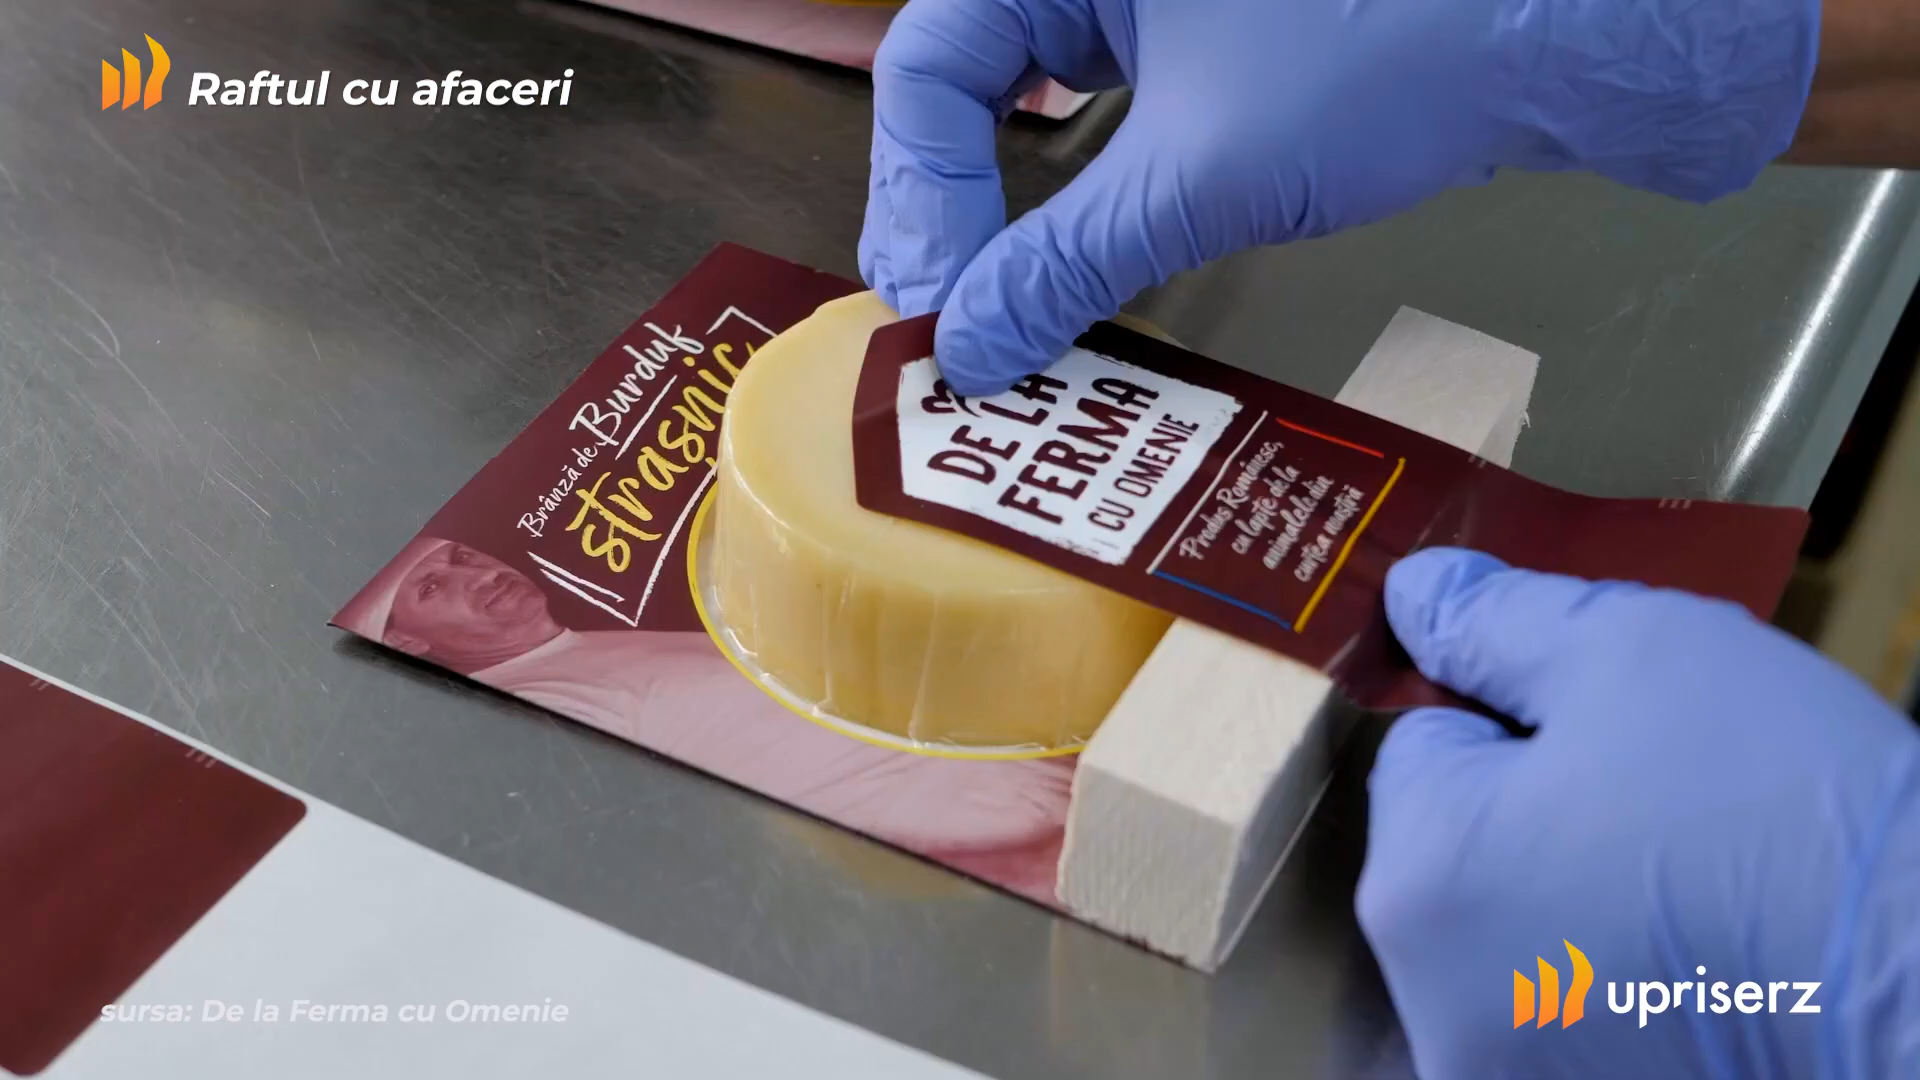 Raftul cu afaceri
Brânză de Burduf
strașnic
DE LA
FERMA
CU OMENIE
Produs Românesc,
cu lapte de la
animalele din
curtea noastră
sursa: De la Ferma cu Omenie
upriserz